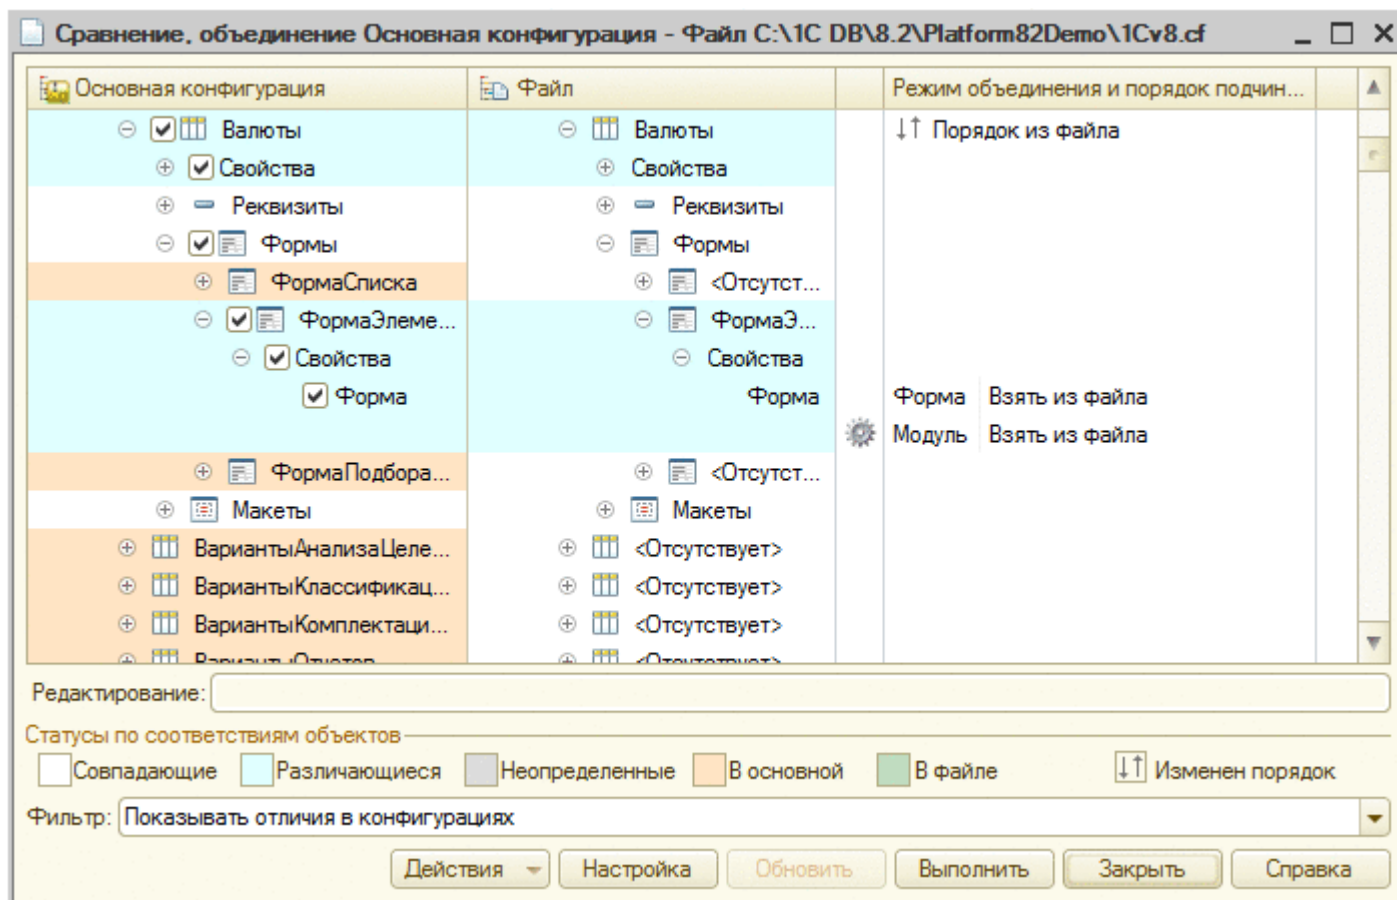 Сравнение, объединение Основная конфигурация - Файл C:\1C DB\8.2\Platform82Demo\1Cv8.cf
Основная конфигурация Файл Режим объединения и порядок подчин...
Валюты Валюты Порядок из файла
Свойства Свойства
Реквизиты Реквизиты
Формы Формы
ФормаСписка <Отсутст...
ФормаЭлеме... ФормаЭ...
Свойства Свойства
Форма Форма Форма Взять из файла
Модуль Взять из файла
ФормаПодбора... <Отсутст...
Макеты Макеты
ВариантыАнализаЦеле... <Отсутствует>
ВариантыКлассификац... <Отсутствует>
ВариантыКомплектаци... <Отсутствует>
ВариантыОтчетов <Отсутствует>
Редактирование:
Статусы по соответствиям объектов
Совпадающие Различающиеся Неопределенные В основной В файле Изменен порядок
Фильтр: Показывать отличия в конфигурациях
Действия Настройка Обновить Выполнить Закрыть Справка